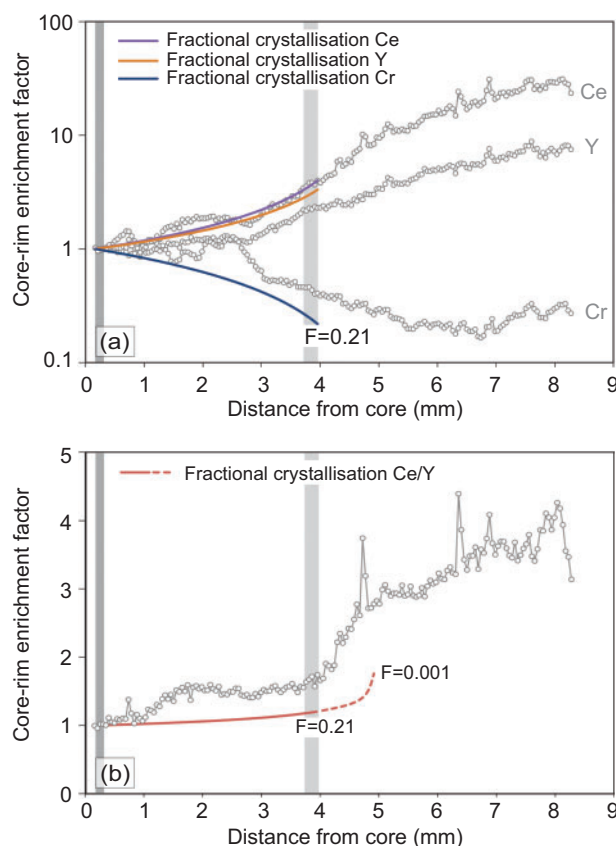 100
10
1
0.1
Core-rim enrichment factor
Fractional crystallisation Ce
Fractional crystallisation Y
Fractional crystallisation Cr
Ce
Y
Cr
F=0.21
(a)
0 1 2 3 4 5 6 7 8 9
Distance from core (mm)
5
4
3
2
1
0
Core-rim enrichment factor
Fractional crystallisation Ce/Y
F=0.001
F=0.21
(b)
0 1 2 3 4 5 6 7 8 9
Distance from core (mm)